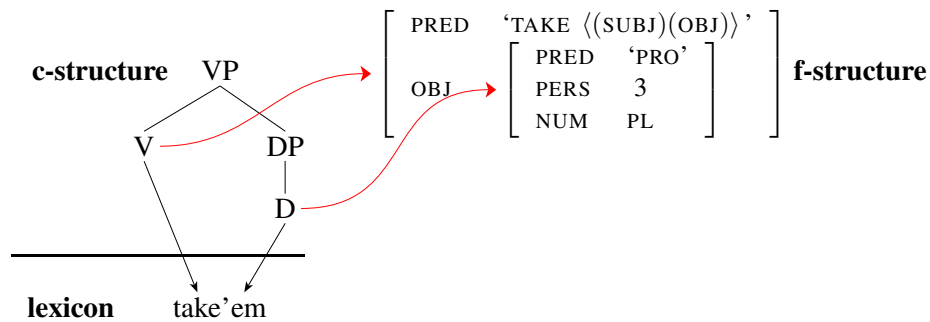 PRED ‘TAKE ⟨(SUBJ)(OBJ)⟩’
c-structure VP OBJ PRED ‘PRO’ f-structure
PERS 3
NUM PL
V DP
D
lexicon take’em